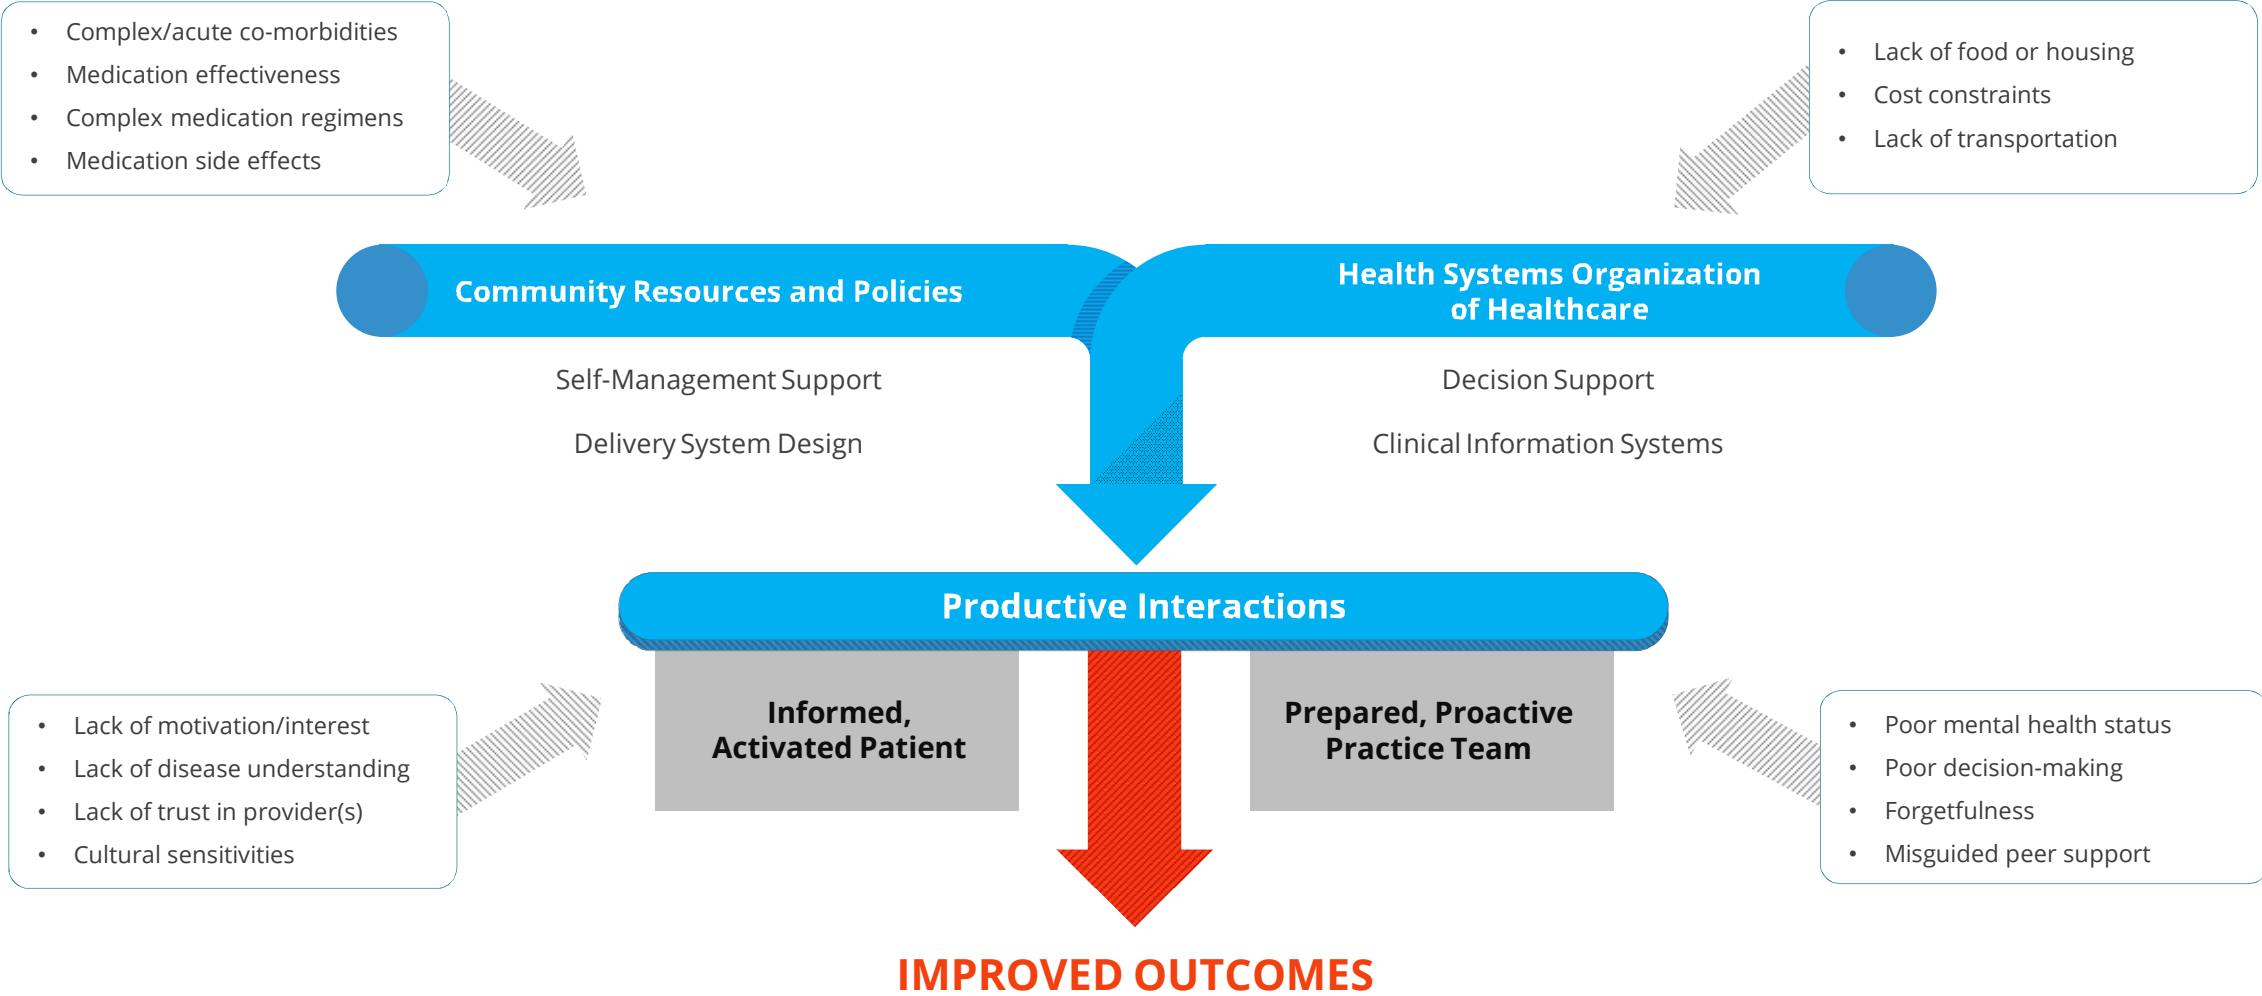 • Complex/acute co-morbidities
• Medication effectiveness
• Complex medication regimens
• Medication side effects
• Lack of food or housing
• Cost constraints
• Lack of transportation
Community Resources and Policies
Health Systems Organization
of Healthcare
Self-Management Support
Delivery System Design
Decision Support
Clinical Information Systems
Productive Interactions
Informed,
Activated Patient
Prepared, Proactive
Practice Team
• Lack of motivation/interest
• Lack of disease understanding
• Lack of trust in provider(s)
• Cultural sensitivities
• Poor mental health status
• Poor decision-making
• Forgetfulness
• Misguided peer support
IMPROVED OUTCOMES